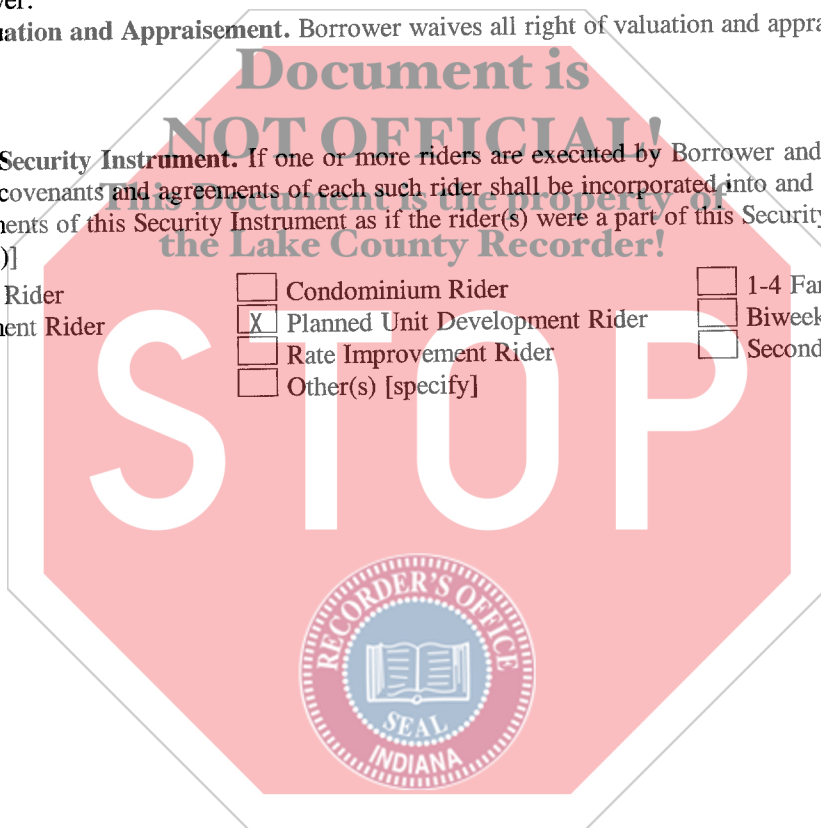 ver.
uation and Appraisement. Borrower waives all right of valuation and appra
Document is
NOT OFFICIAL!
Security Instrument. If one or more riders are executed by Borrower and
covenants and agreements of each such rider shall be incorporated into and
This Document is the property of
nents of this Security Instrument as if the rider(s) were a part of this Security
the Lake County Recorder!
)]
Rider
Condominium Rider
1-4 Fam
nent Rider
X Planned Unit Development Rider
Biweek
Rate Improvement Rider
Second
Other(s) [specify]
STOP
RECORDER'S OFFICE
SEAL
INDIANA